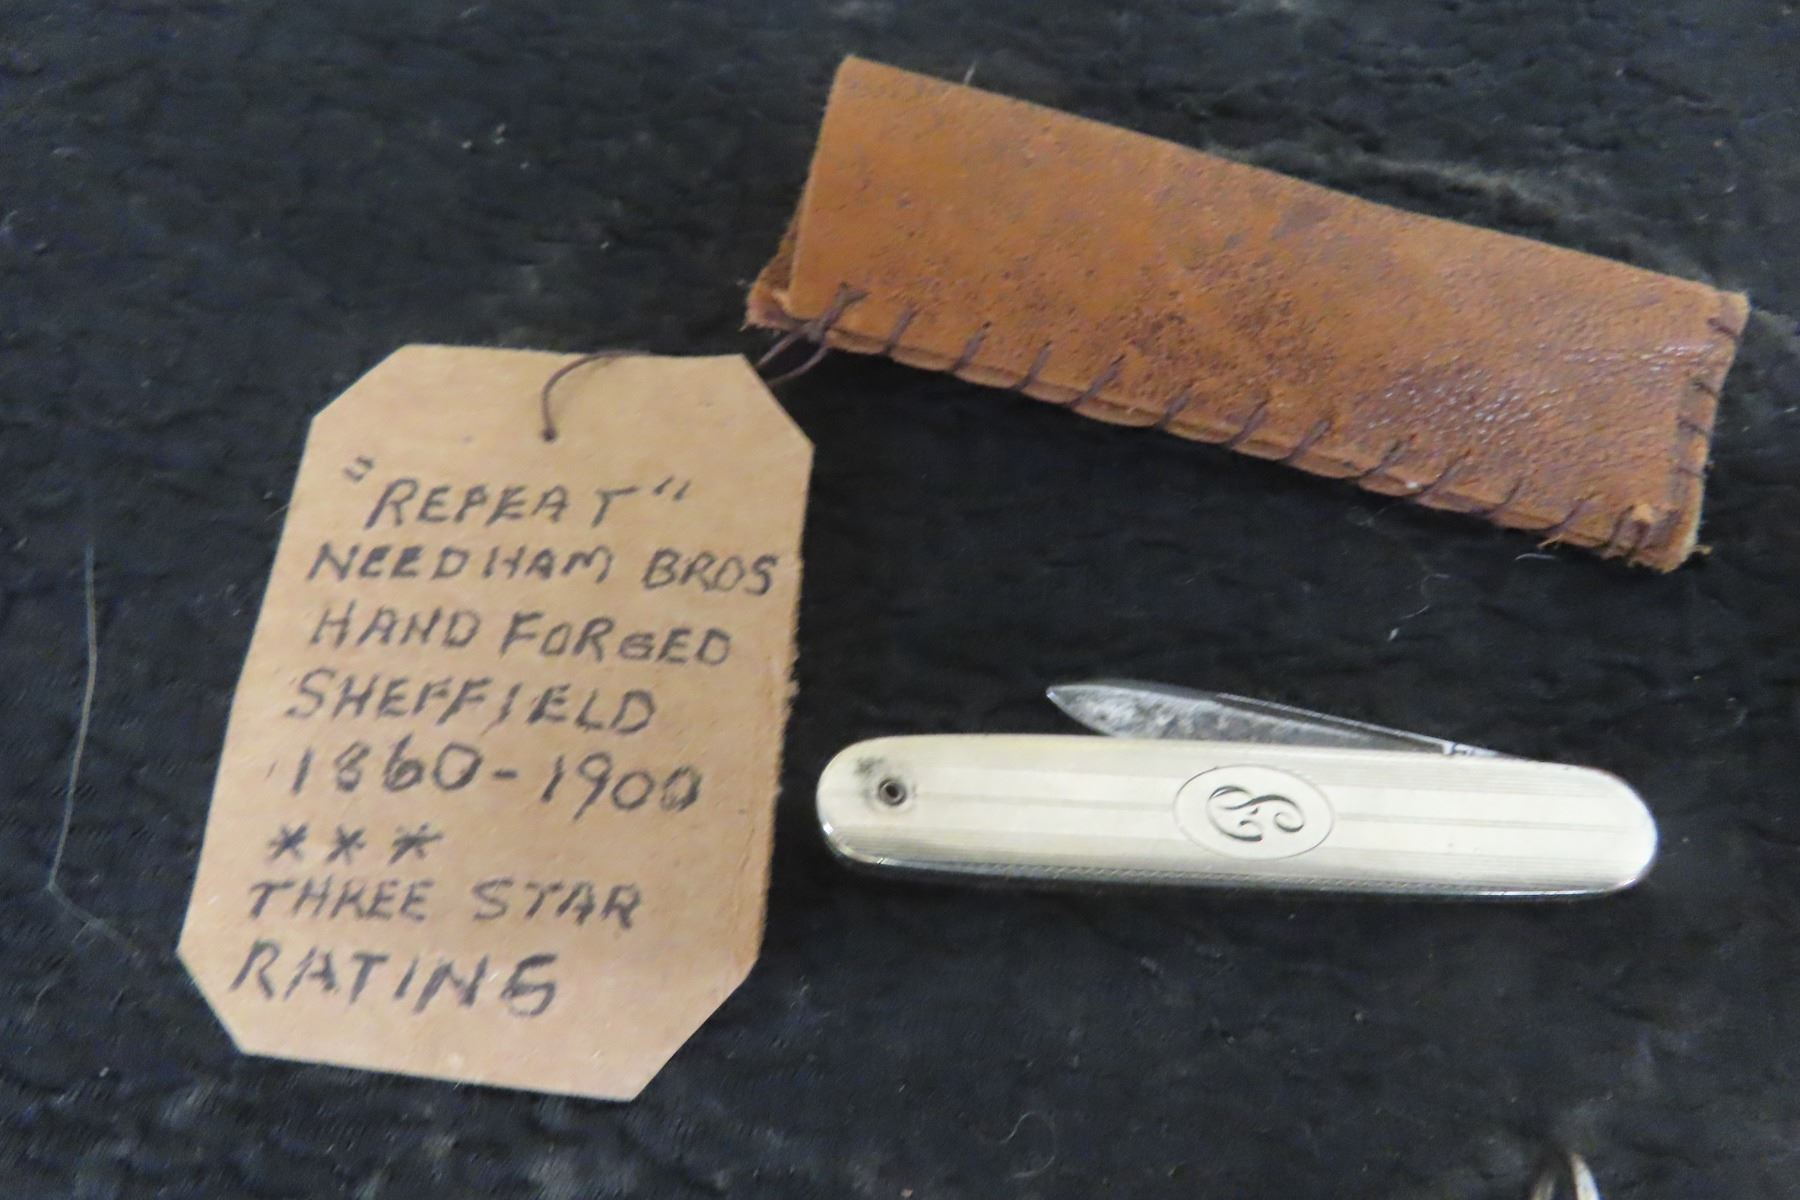 "REPEAT"
NEEDHAM BROS
HAND FORGED
SHEFFIELD
1860-1900
***
THREE STAR
RATING